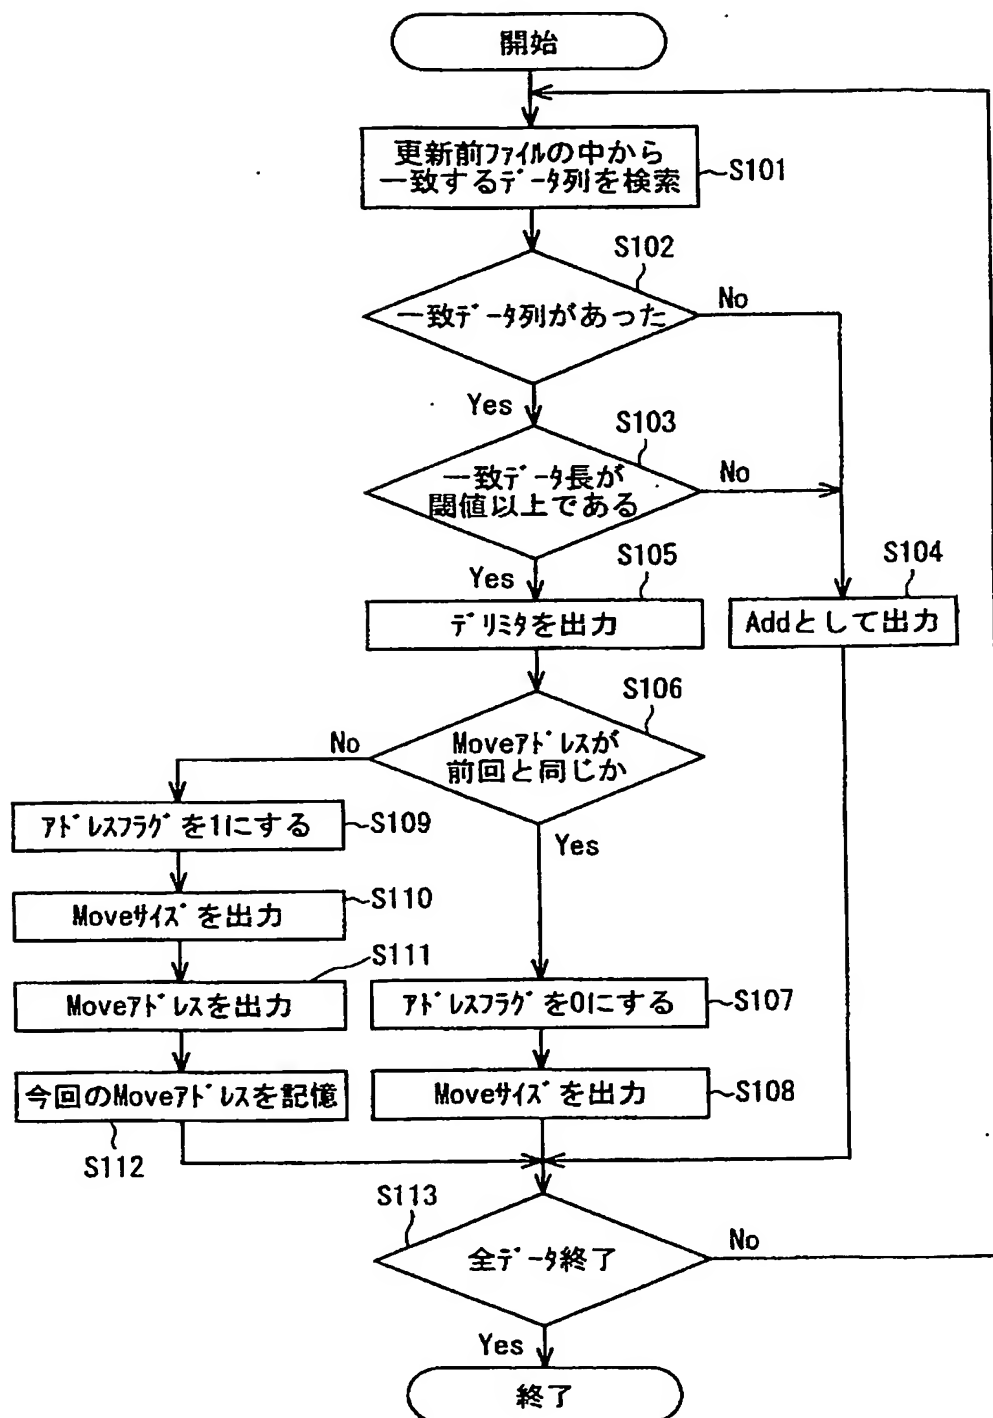 開始
更新前ファイルの中から
一致するデータ列を検索
S101
S102
一致データ列があった
No
Yes
S103
一致データ長が
閾値以上である
No
Yes
S105
デリミタを出力
S104
Addとして出力
S106
Moveアドレスが
前回と同じか
No
Yes
アドレスフラグを1にする
S109
Moveサイズを出力
S110
S111
Moveアドレスを出力
アドレスフラグを0にする
S107
今回のMoveアドレスを記憶
S112
Moveサイズを出力
S108
S113
全データ終了
No
Yes
終了